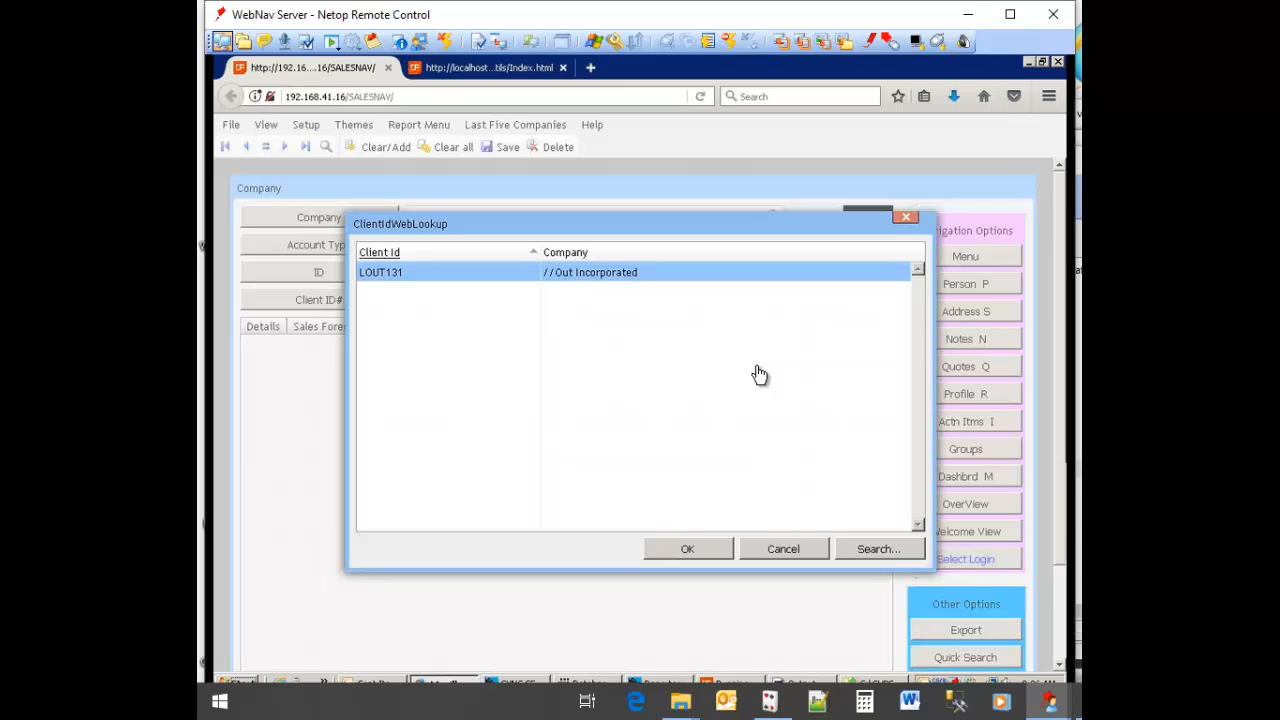 WebNav Server - Netop Remote Control
http://192.16....16/SALESNAV/
http://localhost...tils/Index.html
192.168.41.16/SALESNAV/
Search
File View Setup Themes Report Menu Last Five Companies Help
Clear/Add Clear all Save Delete
Company
Company
ClientIdWebLookup
Account Typ
ID
Client ID#
Details Sales Fore
Client Id Company
LOUT131 //Out Incorporated
OK Cancel Search...
igation Options
Menu
Person P
Address S
Notes N
Quotes Q
Profile R
Actn Itms I
Groups
Dashbrd M
OverView
elcome View
Select Login
Other Options
Export
Quick Search